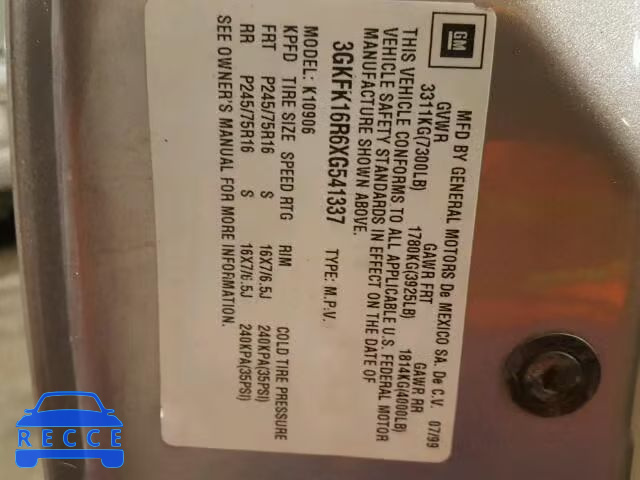 GM
MFD BY GENERAL MOTORS De MEXICO SA. De C.V. 07/99
GVWR GAWR FRT GAWR RR
3311KG(7300LB) 1780KG(3925LB) 1814KG(4000LB)
THIS VEHICLE CONFORMS TO ALL APPLICABLE U.S. FEDERAL MOTOR
VEHICLE SAFETY STANDARDS IN EFFECT ON THE DATE OF
MANUFACTURE SHOWN ABOVE.
3GKFK16R6XG541337 TYPE: M.P.V.
MODEL: K10906
KPFD TIRE SIZE SPEED RTG RIM COLD TIRE PRESSURE
FRT P245/75R16 S 16X7/6.5J 240KPA(35PSI)
RR P245/75R16 S 16X7/6.5J 240KPA(35PSI)
SEE OWNER'S MANUAL FOR MORE INFORMATION.
RECCE